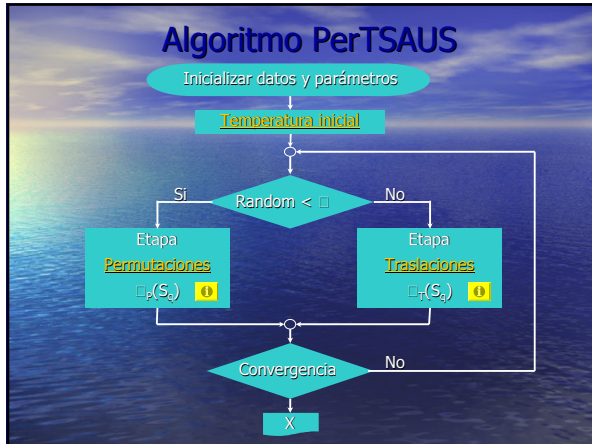 Algoritmo PerTSAUS
Inicializar datos y parámetros
Temperatura inicial
Si
Random < □
No
Etapa
Permutaciones
□P(Sq)
Etapa
Traslaciones
□T(Sq)
Convergencia
No
X